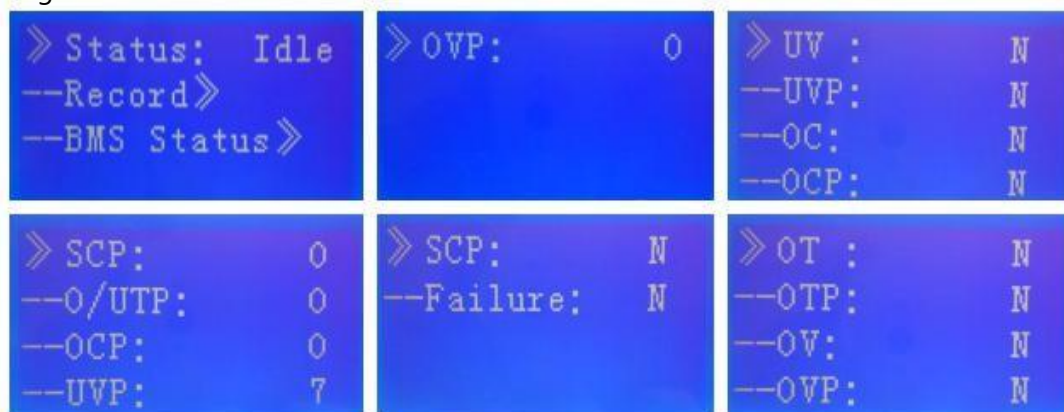 》Status: Idle
--Record》
--BMS Status》
》OVP: 0
》UV : N
--UVP: N
--OC: N
--OCP: N
》SCP: 0
--O/UTP: 0
--OCP: 0
--UVP: 7
》SCP: N
--Failure: N
》OT : N
--OTP: N
--OV: N
--OVP: N